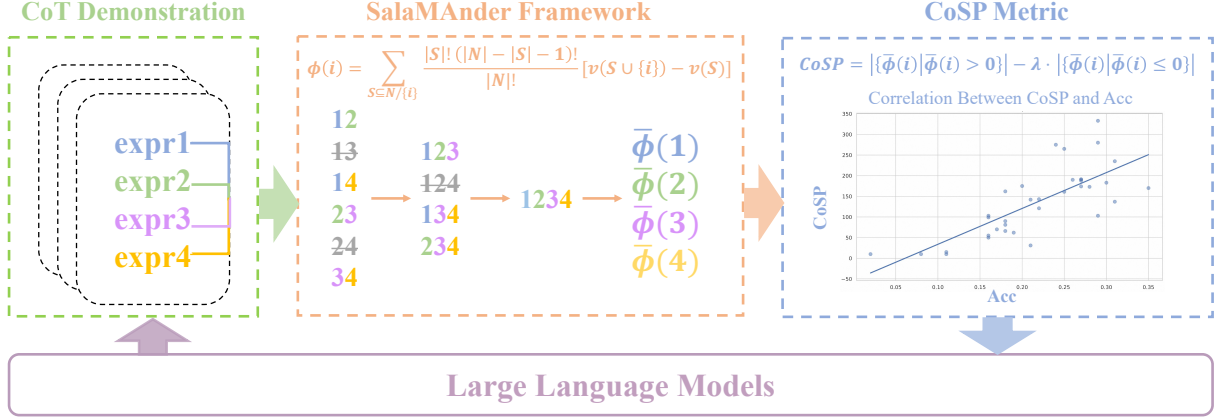 CoT Demonstration
expr1
expr2
expr3
expr4
SalaMAnder Framework
ϕ(i) = ∑_{S⊆N/{i}} |S|! (|N| − |S| − 1)! / |N|! [v(S ∪ {i}) − v(S)]
12
13
14
23
24
34
123
124
134
234
1234
ϕ̅(1)
ϕ̅(2)
ϕ̅(3)
ϕ̅(4)
CoSP Metric
CoSP = |{ϕ̅(i)|ϕ̅(i) > 0}| − λ · |{ϕ̅(i)|ϕ̅(i) ≤ 0}|
Correlation Between CoSP and Acc
350
300
250
200
150
100
50
0
−50
CoSP
0.05
0.10
0.15
0.20
0.25
0.30
0.35
Acc
Large Language Models